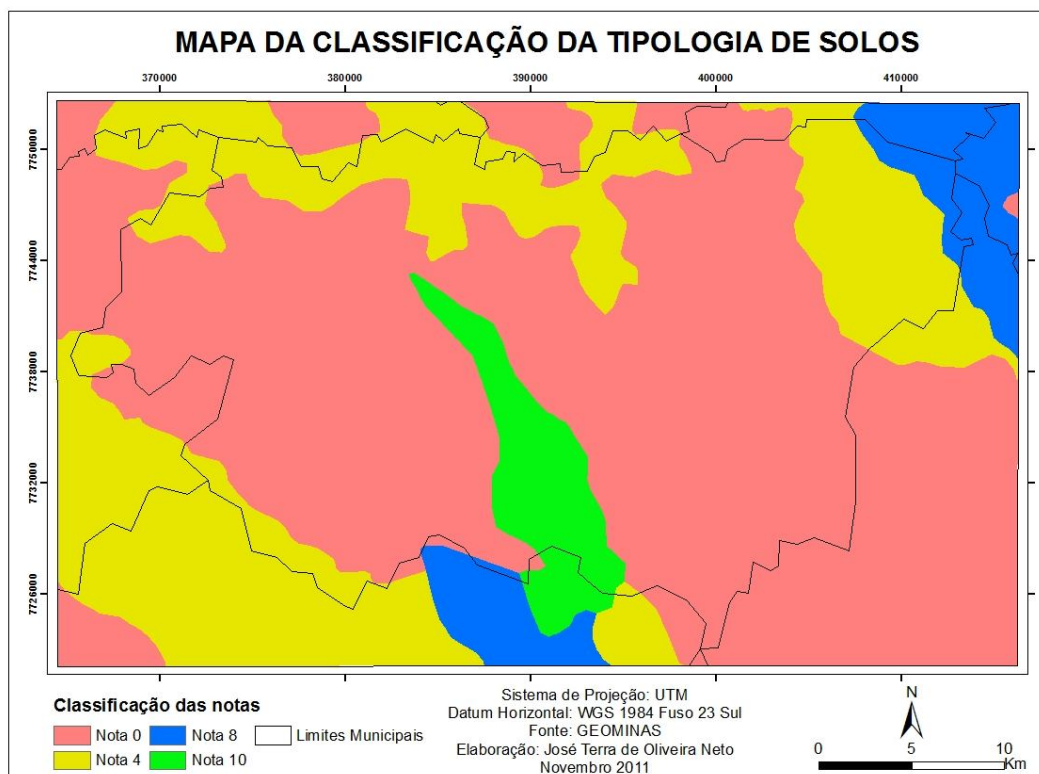 MAPA DA CLASSIFICAÇÃO DA TIPOLOGIA DE SOLOS
370000 380000 390000 400000 410000
7750000
7744000
7738000
7732000
7726000
Classificação das notas
Nota 0 Nota 8 Limites Municipais
Nota 4 Nota 10
Sistema de Projeção: UTM
Datum Horizontal: WGS 1984 Fuso 23 Sul
Fonte: GEOMINAS
Elaboração: José Terra de Oliveira Neto
Novembro 2011
N
0 5 10
Km